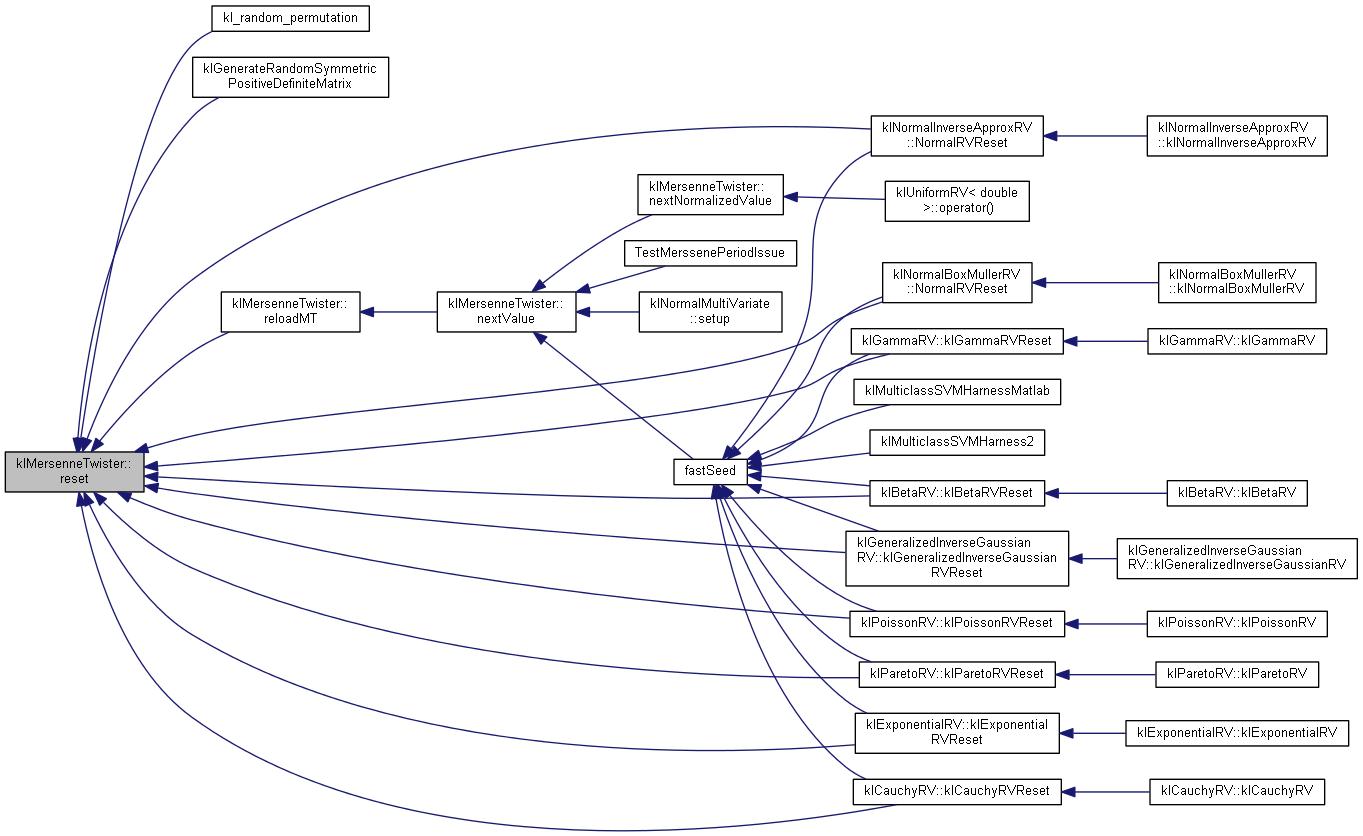 kl_random_permutation
klGenerateRandomSymmetric
PositiveDefiniteMatrix
klNormalInverseApproxRV
::NormalRVReset
klNormalInverseApproxRV
::klNormalInverseApproxRV
klMersenneTwister::
nextNormalizedValue
klUniformRV< double
>::operator()
TestMerssenePeriodIssue
klMersenneTwister::
reloadMT
klMersenneTwister::
nextValue
klNormalMultiVariate
::setup
klNormalBoxMullerRV
::NormalRVReset
klNormalBoxMullerRV
::klNormalBoxMullerRV
klGammaRV::klGammaRVReset
klGammaRV::klGammaRV
klMulticlassSVMHarnessMatlab
klMulticlassSVMHarness2
klMersenneTwister::
reset
fastSeed
klBetaRV::klBetaRVReset
klBetaRV::klBetaRV
klGeneralizedInverseGaussian
RV::klGeneralizedInverseGaussian
RVReset
klGeneralizedInverseGaussian
RV::klGeneralizedInverseGaussianRV
klPoissonRV::klPoissonRVReset
klPoissonRV::klPoissonRV
klParetoRV::klParetoRVReset
klParetoRV::klParetoRV
klExponentialRV::klExponential
RVReset
klExponentialRV::klExponentialRV
klCauchyRV::klCauchyRVReset
klCauchyRV::klCauchyRV